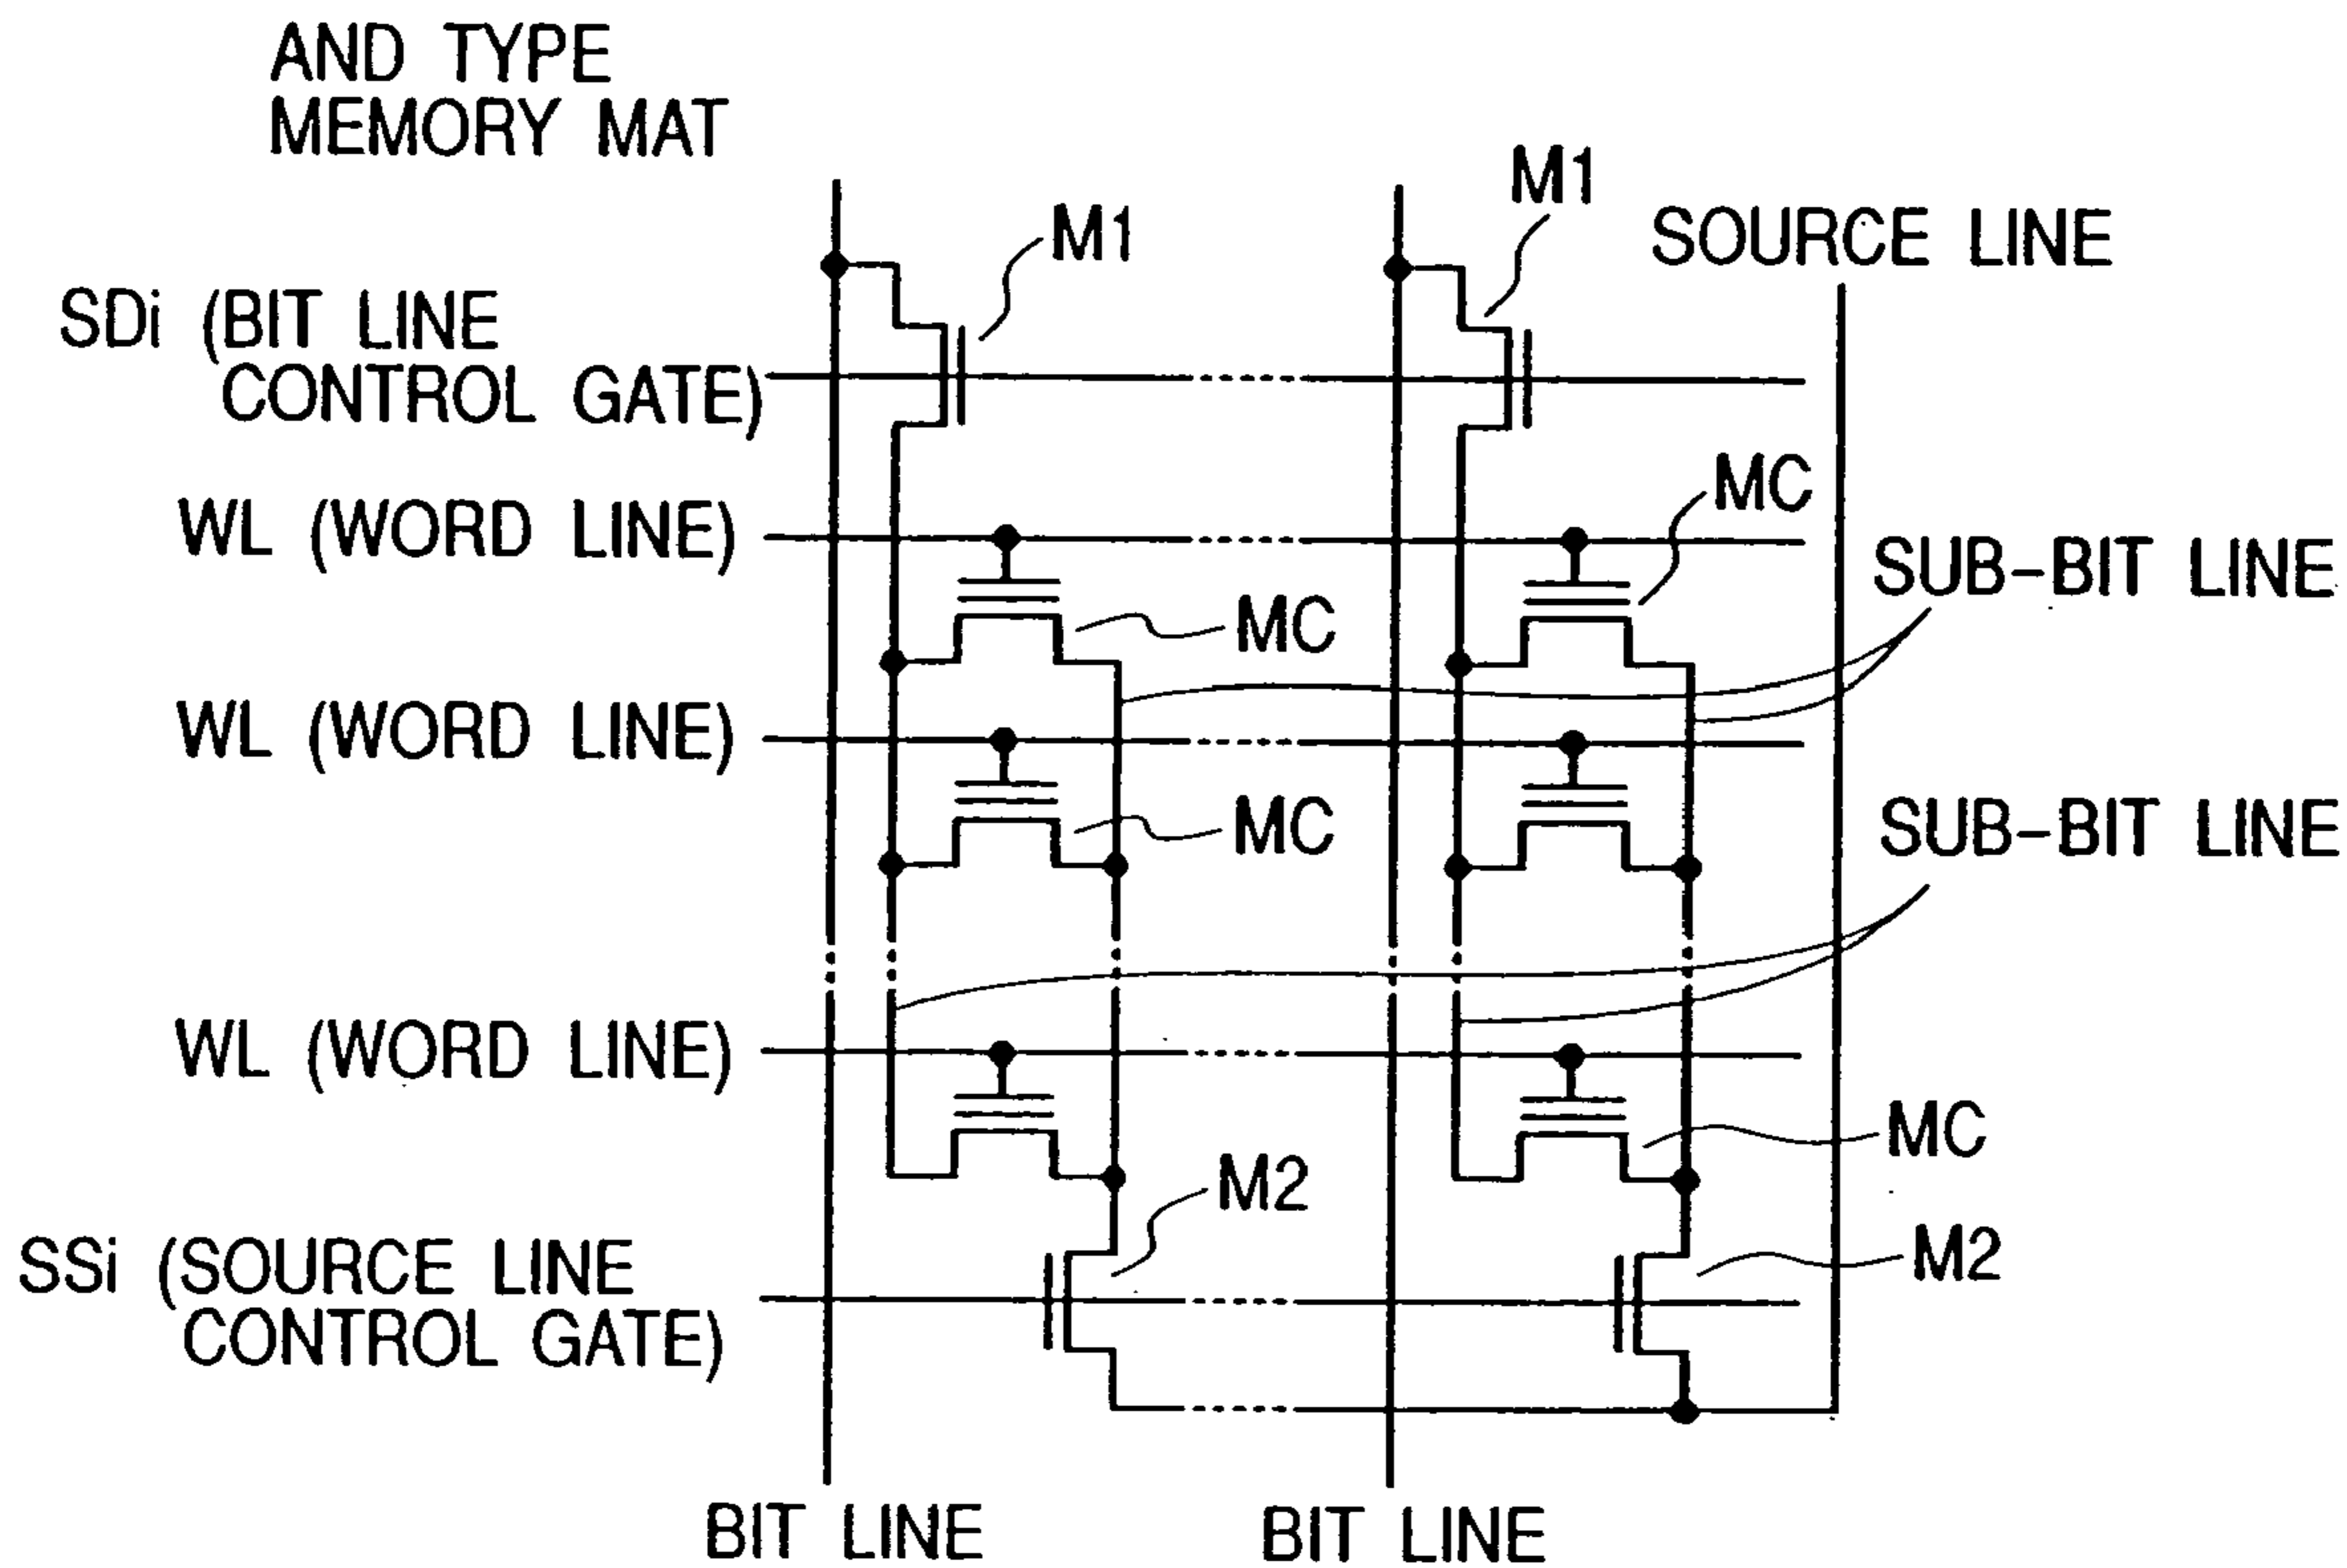 AND TYPE
MEMORY MAT
M1
M1
SOURCE LINE
SDi (BIT LINE
CONTROL GATE)
MC
WL (WORD LINE)
SUB-BIT LINE
MC
WL (WORD LINE)
MC
SUB-BIT LINE
WL (WORD LINE)
MC
M2
SSi (SOURCE LINE
CONTROL GATE)
M2
BIT LINE
BIT LINE